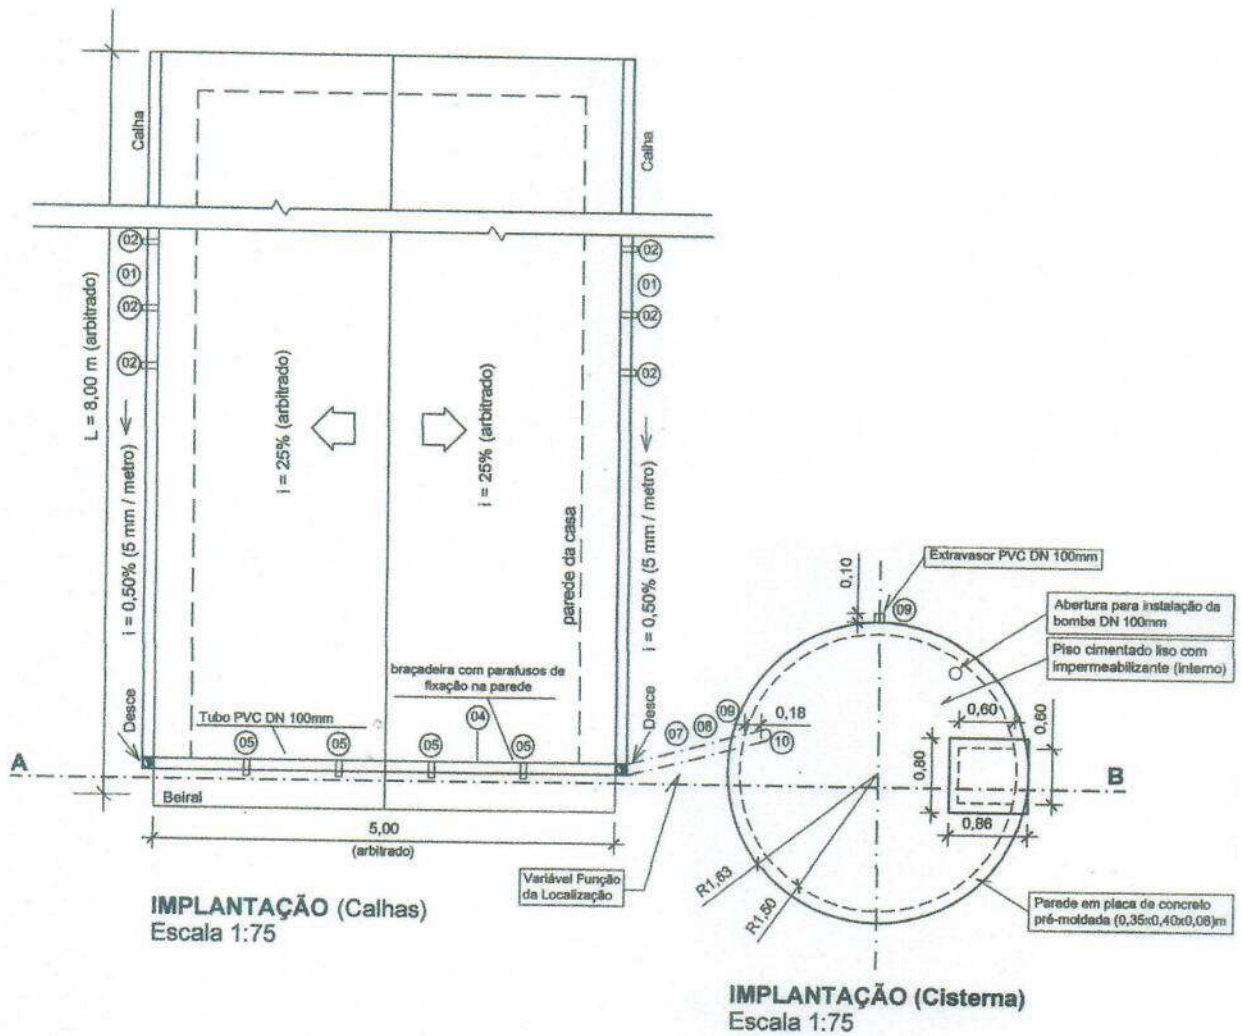 Calha
Calha
02
01
02
02
02
01
02
02
L = 8,00 m (arbitrado)
i = 0,50% (5 mm / metro)
i = 25% (arbitrado)
i = 25% (arbitrado)
i = 0,50% (5 mm / metro)
parede da casa
Desce
Desce
braçadeira com parafusos de
fixação na parede
Tubo PVC DN 100mm
04
05
05
05
05
A
B
Beiral
5,00
(arbitrado)
Variável Função
da Localização
IMPLANTAÇÃO (Calhas)
Escala 1:75
0,10
Extravasor PVC DN 100mm
09
Abertura para instalação da
bomba DN 100mm
Piso cimentado liso com
impermeabilizante (interno)
07
08
09
0,18
10
0,60
0,60
0,80
0,86
R1,63
R1,50
Parede em placa de concreto
pré-moldada (0,35x0,40x0,08)m
IMPLANTAÇÃO (Cisterna)
Escala 1:75